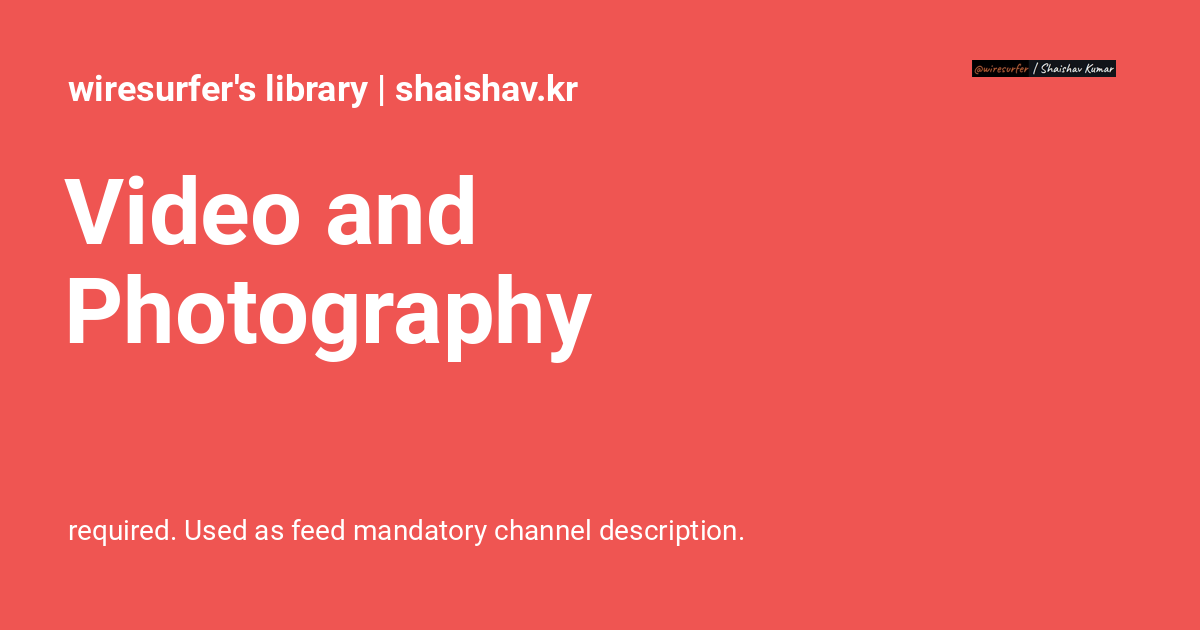 wiresurfer's library | shaishav.kr
@wiresurfer | Shaishav Kumar
Video and
Photography
required. Used as feed mandatory channel description.